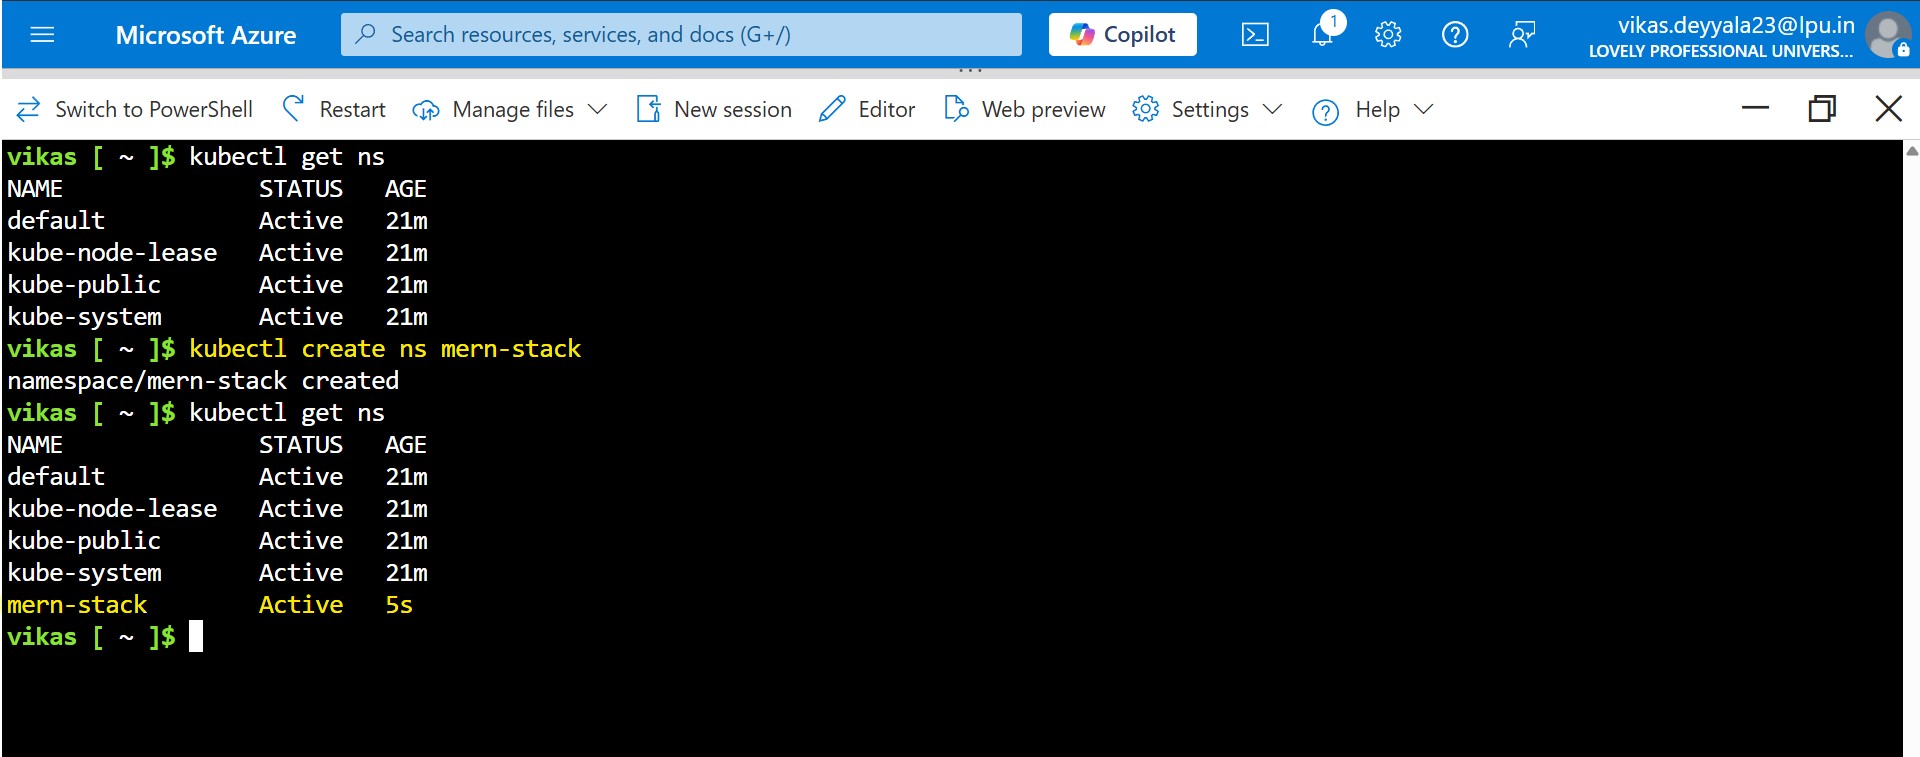 Microsoft Azure
Search resources, services, and docs (G+/)
Copilot
1
vikas.deyyala23@lpu.in
LOVELY PROFESSIONAL UNIVERS...
Switch to PowerShell Restart Manage files New session Editor Web preview Settings Help
vikas [ ~ ]$ kubectl get ns
NAME STATUS AGE
default Active 21m
kube-node-lease Active 21m
kube-public Active 21m
kube-system Active 21m
vikas [ ~ ]$ kubectl create ns mern-stack
namespace/mern-stack created
vikas [ ~ ]$ kubectl get ns
NAME STATUS AGE
default Active 21m
kube-node-lease Active 21m
kube-public Active 21m
kube-system Active 21m
mern-stack Active 5s
vikas [ ~ ]$